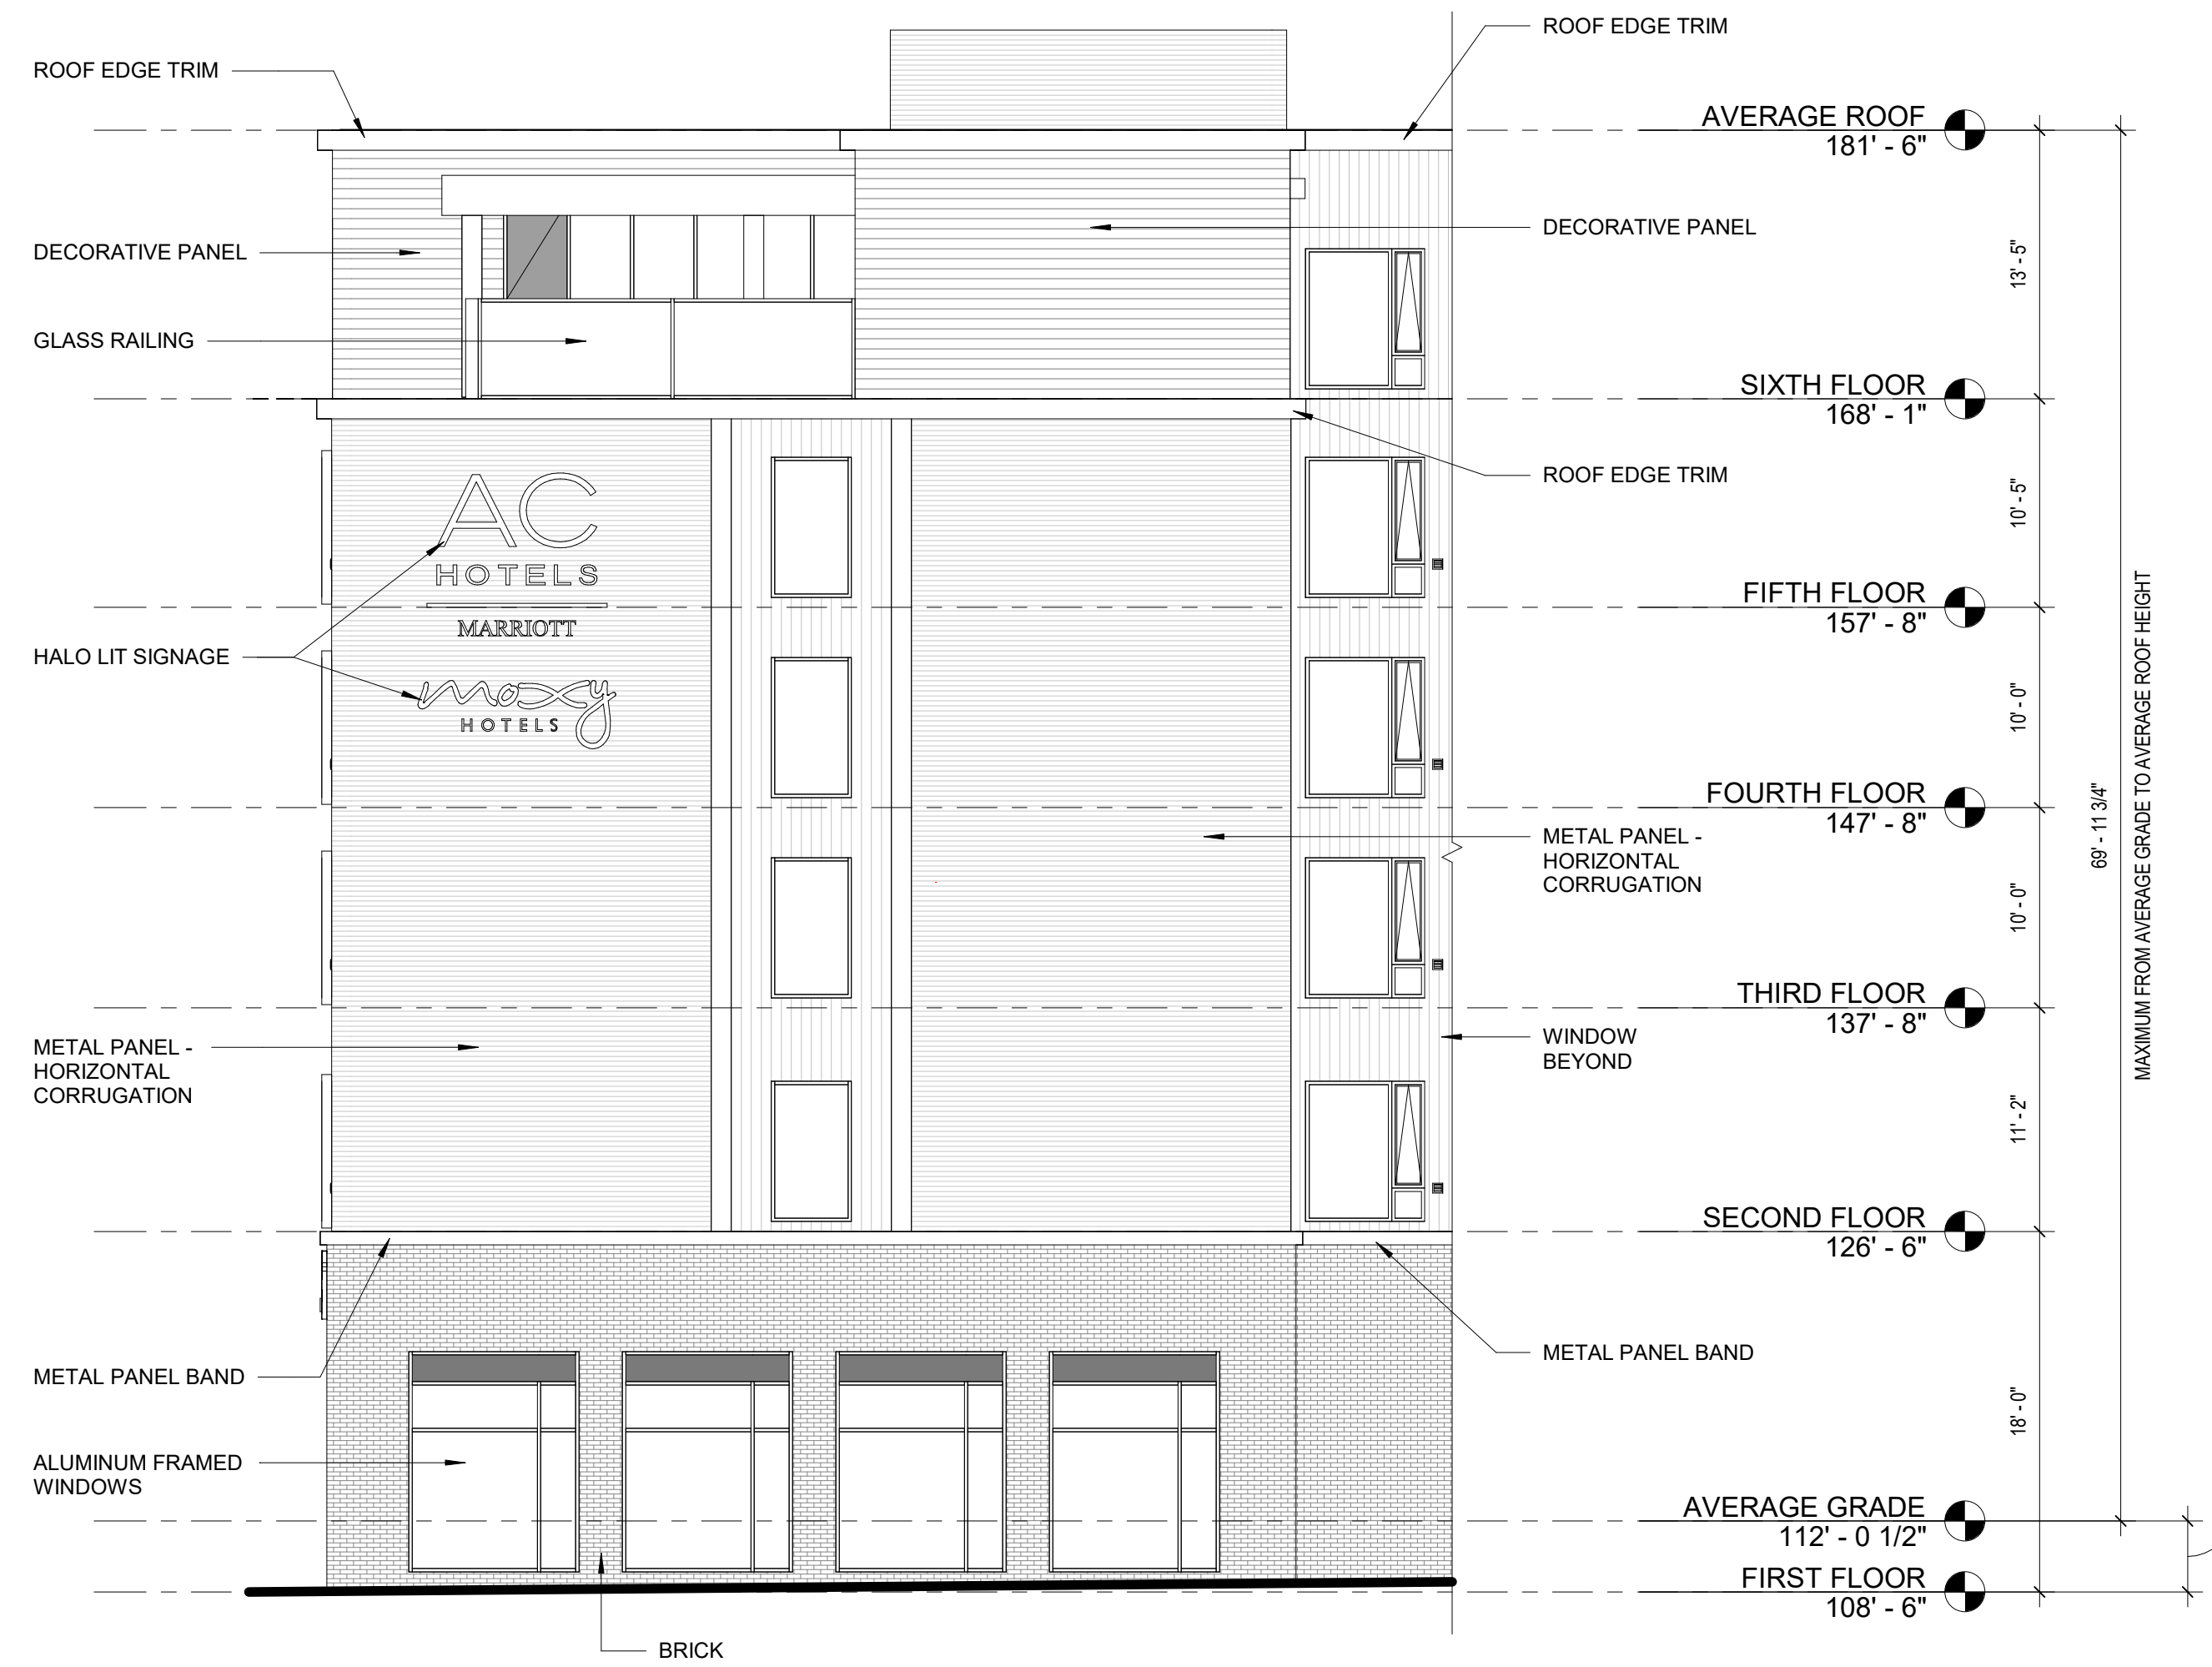 ROOF EDGE TRIM
ROOF EDGE TRIM
AVERAGE ROOF
181' - 6"
DECORATIVE PANEL
DECORATIVE PANEL
13' - 5"
GLASS RAILING
SIXTH FLOOR
168' - 1"
ROOF EDGE TRIM
AC
HOTELS
MARRIOTT
10' - 5"
FIFTH FLOOR
157' - 8"
HALO LIT SIGNAGE
moxy
HOTELS
10' - 0"
FOURTH FLOOR
147' - 8"
69' - 11 3/4"
MAXIMUM FROM AVERAGE GRADE TO AVERAGE ROOF HEIGHT
METAL PANEL -
HORIZONTAL
CORRUGATION
10' - 0"
THIRD FLOOR
137' - 8"
METAL PANEL -
HORIZONTAL
CORRUGATION
WINDOW
BEYOND
11' - 2"
SECOND FLOOR
126' - 6"
METAL PANEL BAND
METAL PANEL BAND
18' - 0"
ALUMINUM FRAMED
WINDOWS
AVERAGE GRADE
112' - 0 1/2"
FIRST FLOOR
108' - 6"
BRICK